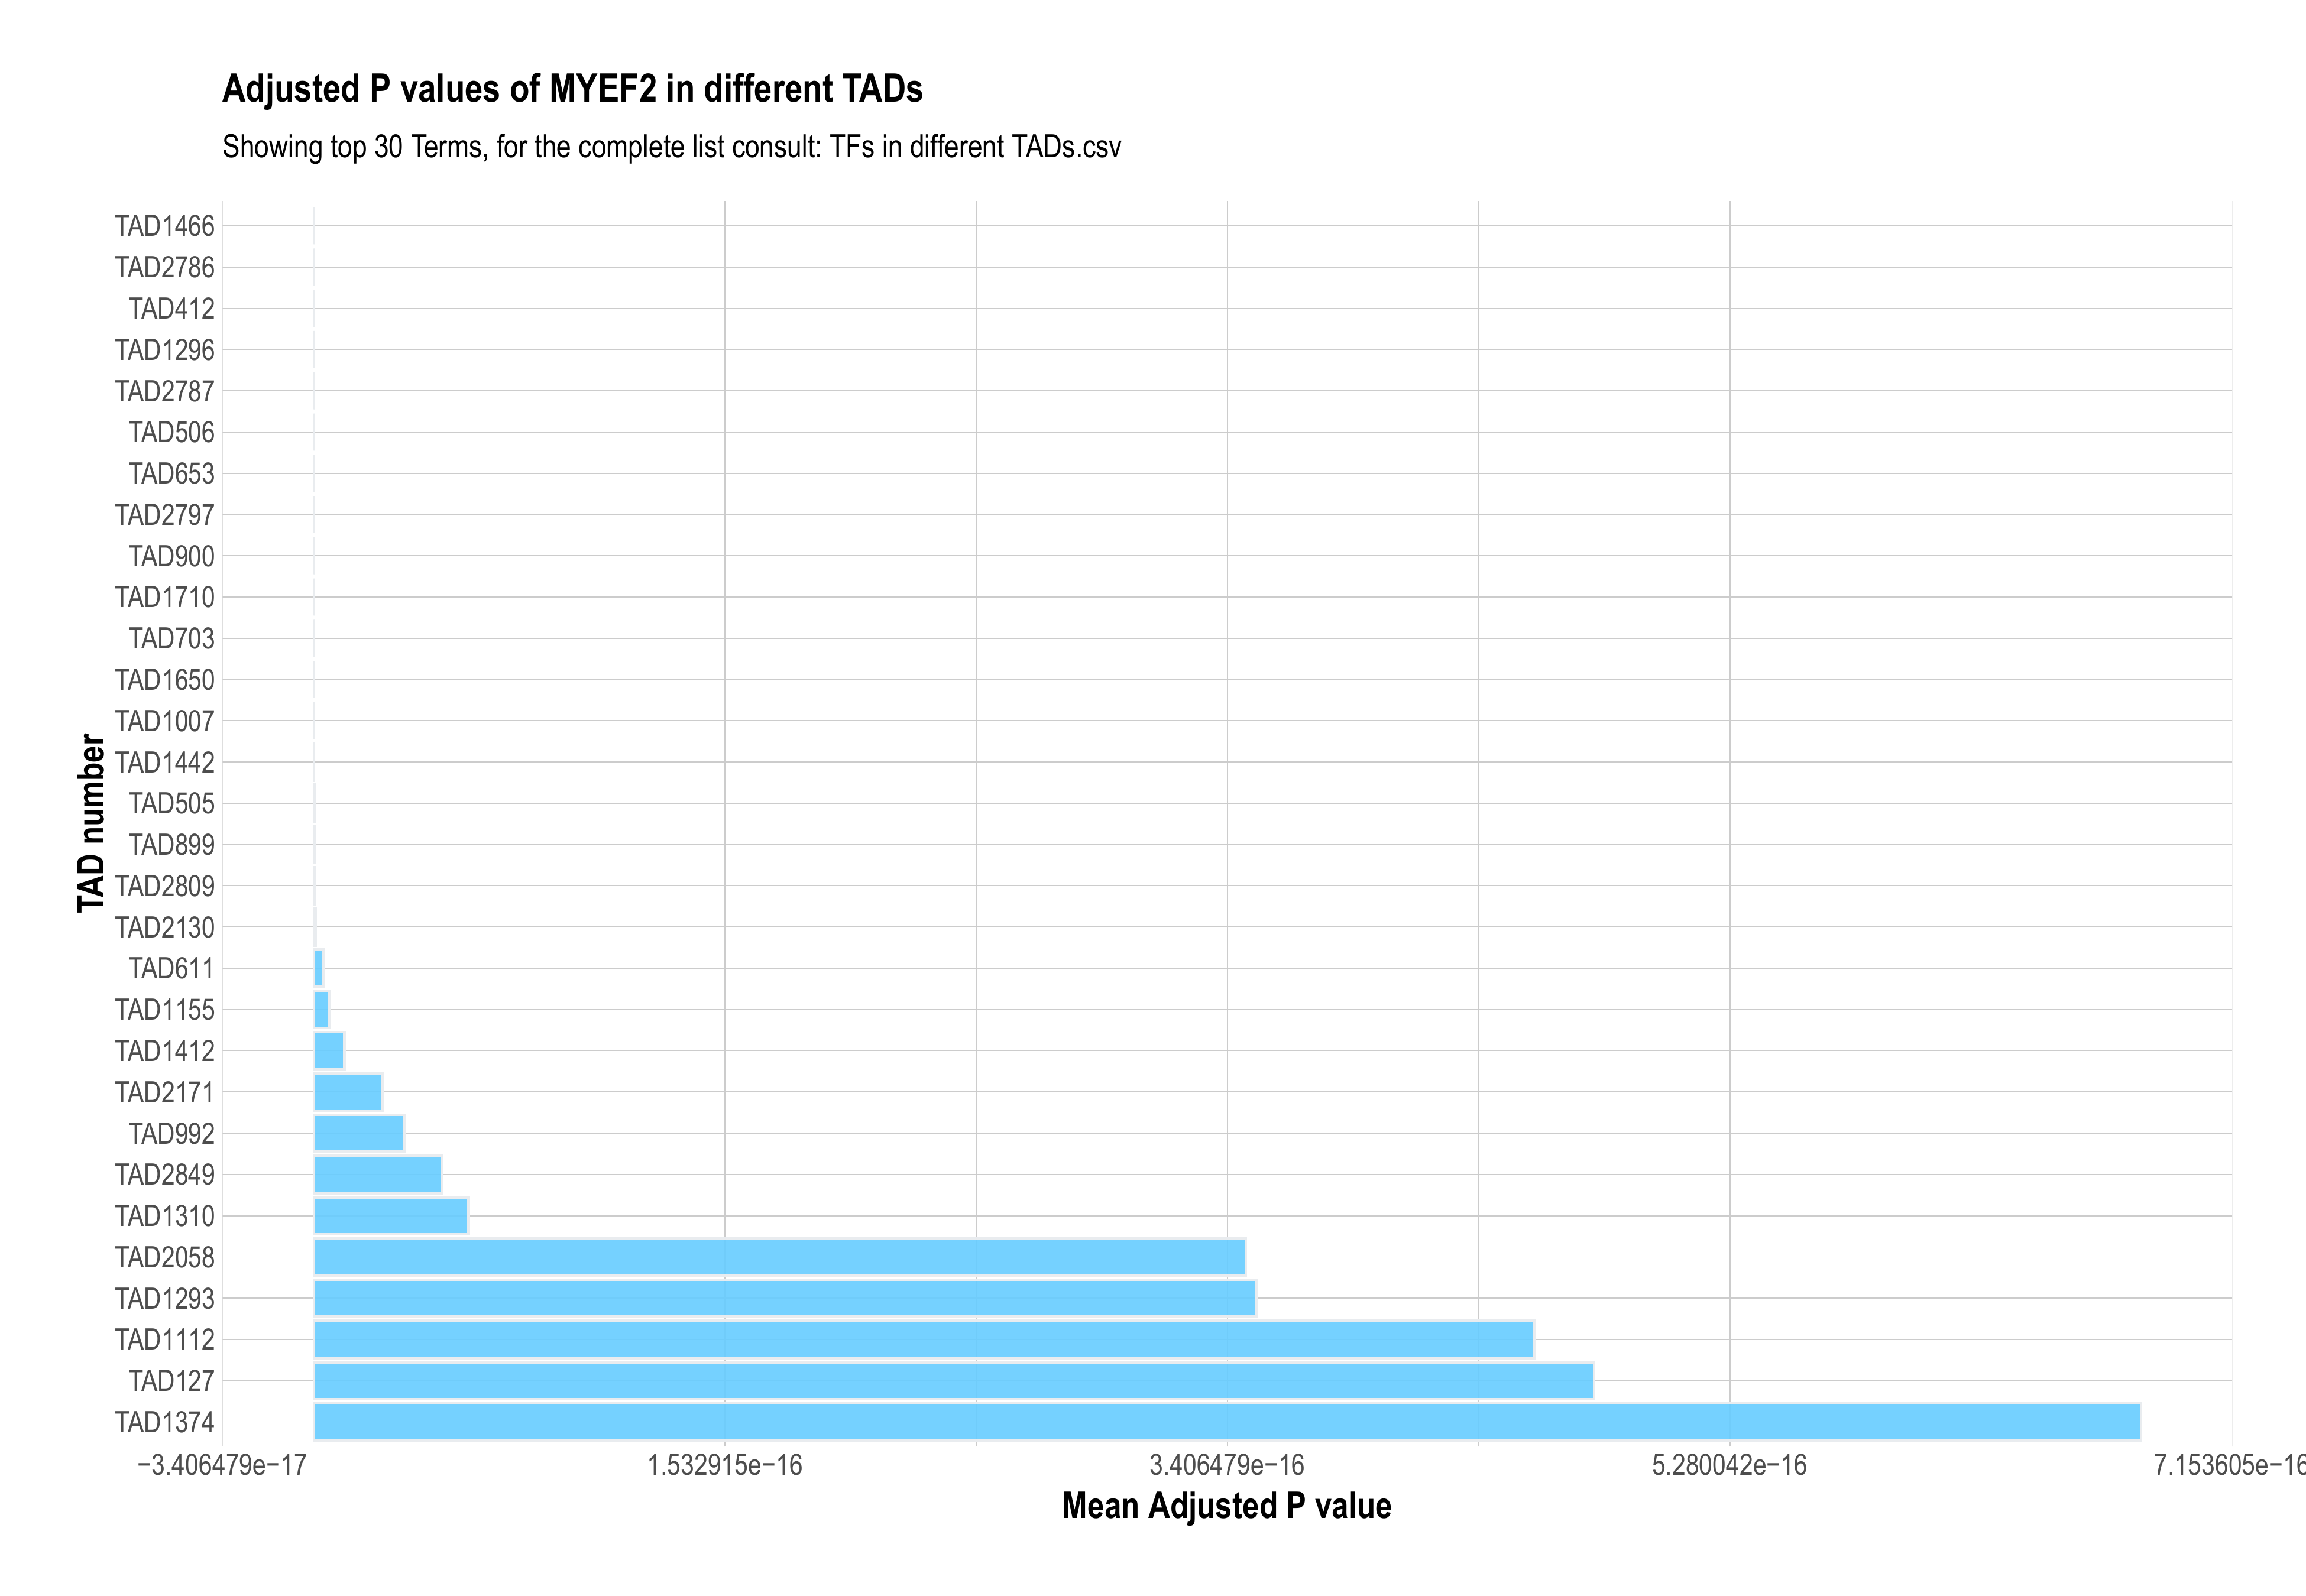 Adjusted P values of MYEF2 in different TADs
Showing top 30 Terms, for the complete list consult: TFs in different TADs.csv
TAD1466
TAD2786
TAD412
TAD1296
TAD2787
TAD506
TAD653
TAD2797
TAD900
TAD1710
TAD703
TAD1650
TAD1007
TAD1442
TAD505
TAD899
TAD2809
TAD2130
TAD611
TAD1155
TAD1412
TAD2171
TAD992
TAD2849
TAD1310
TAD2058
TAD1293
TAD1112
TAD127
TAD1374
TAD number
−3.406479e−17 1.532915e−16 3.406479e−16 5.280042e−16 7.153605e−16
Mean Adjusted P value